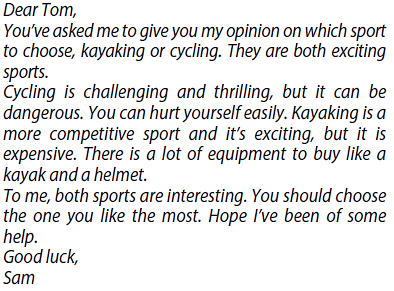 Dear Tom,
You've asked me to give you my opinion on which sport
to choose, kayaking or cycling. They are both exciting
sports.
Cycling is challenging and thrilling, but it can be
dangerous. You can hurt yourself easily. Kayaking is a
more competitive sport and it's exciting, but it is
expensive. There is a lot of equipment to buy like a
kayak and a helmet.
To me, both sports are interesting. You should choose
the one you like the most. Hope I've been of some
help.
Good luck,
Sam